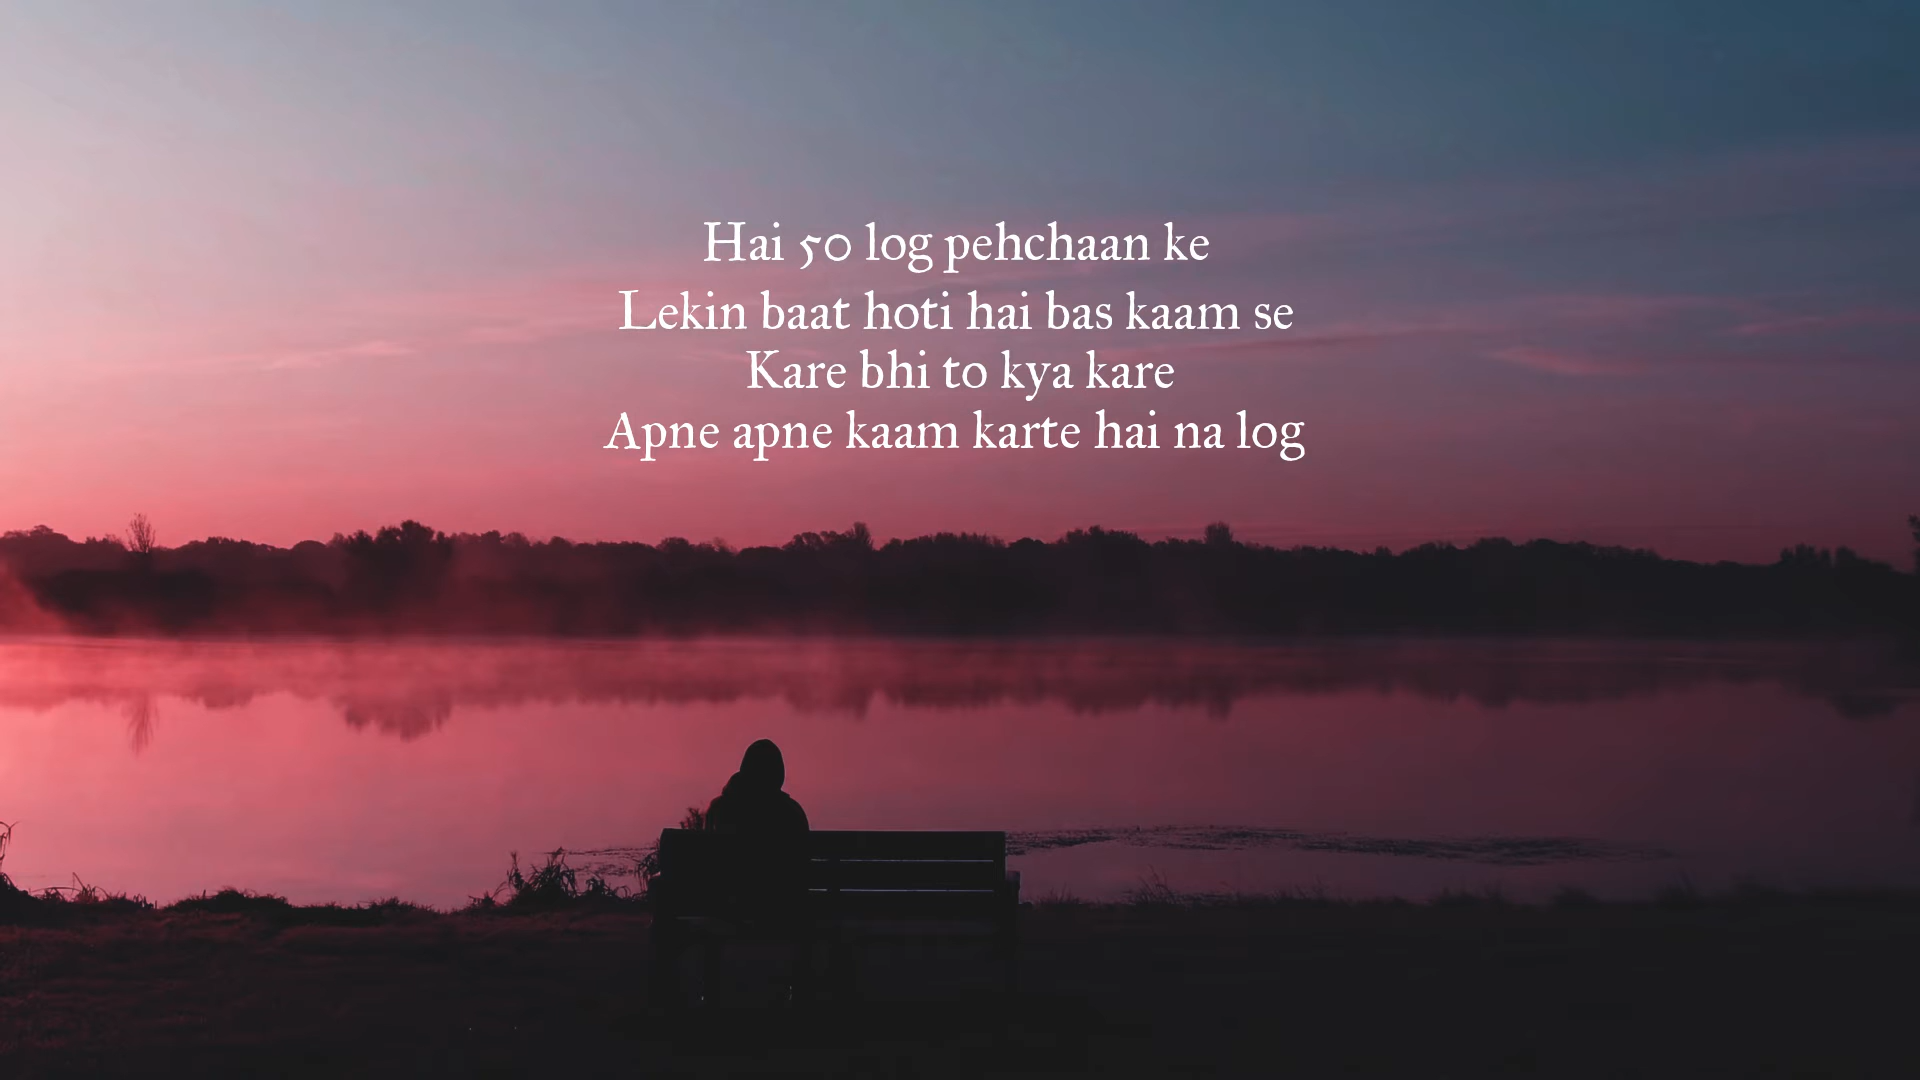 Hai 50 log pehchaan ke
Lekin baat hoti hai bas kaam se
Kare bhi to kya kare
Apne apne kaam karte hai na log